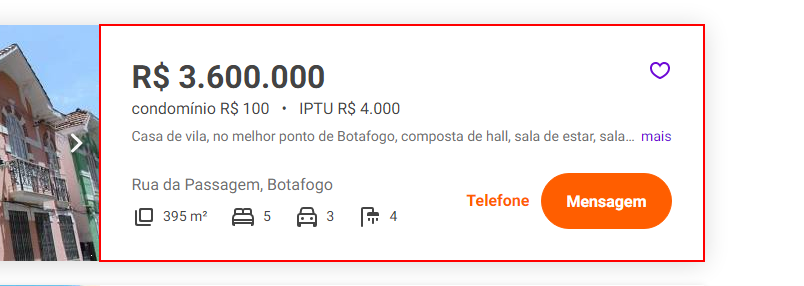 R$ 3.600.000
condomínio R$ 100 • IPTU R$ 4.000
Casa de vila, no melhor ponto de Botafogo, composta de hall, sala de estar, sala... mais
Rua da Passagem, Botafogo
395 m² 5 3 4
Telefone
Mensagem